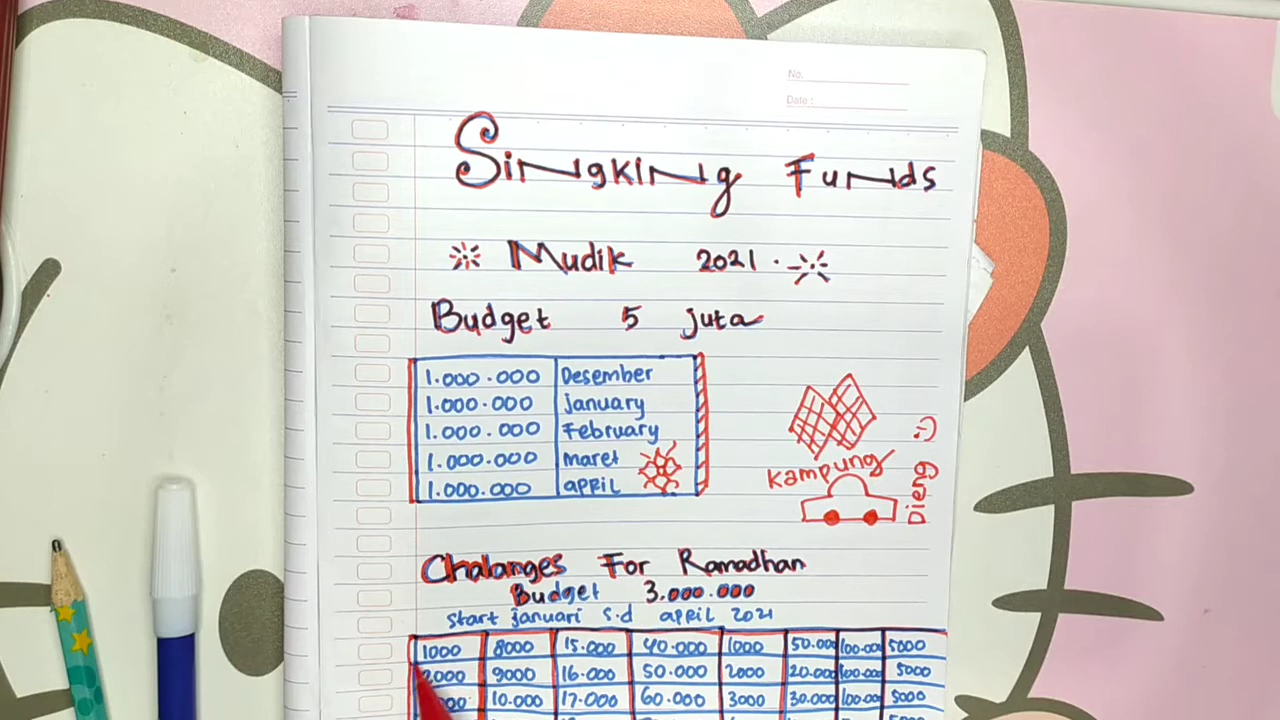 No.
Date :
Singking Funds
Mudik 2021
Budget 5 juta
1.000.000 Desember
1.000.000 january
1.000.000 February
1.000.000 maret
1.000.000 april
Kampung
Dieng :)
Chalanges For Ramadhan
Budget 3.000.000
start januari s.d april 2021
1000 8000 15.000 40.000 1000 50.000 100.000 5000
2000 9000 16.000 50.000 2000 20.000 100.000 5000
10.000 17.000 60.000 3000 30.000 100.000 5000